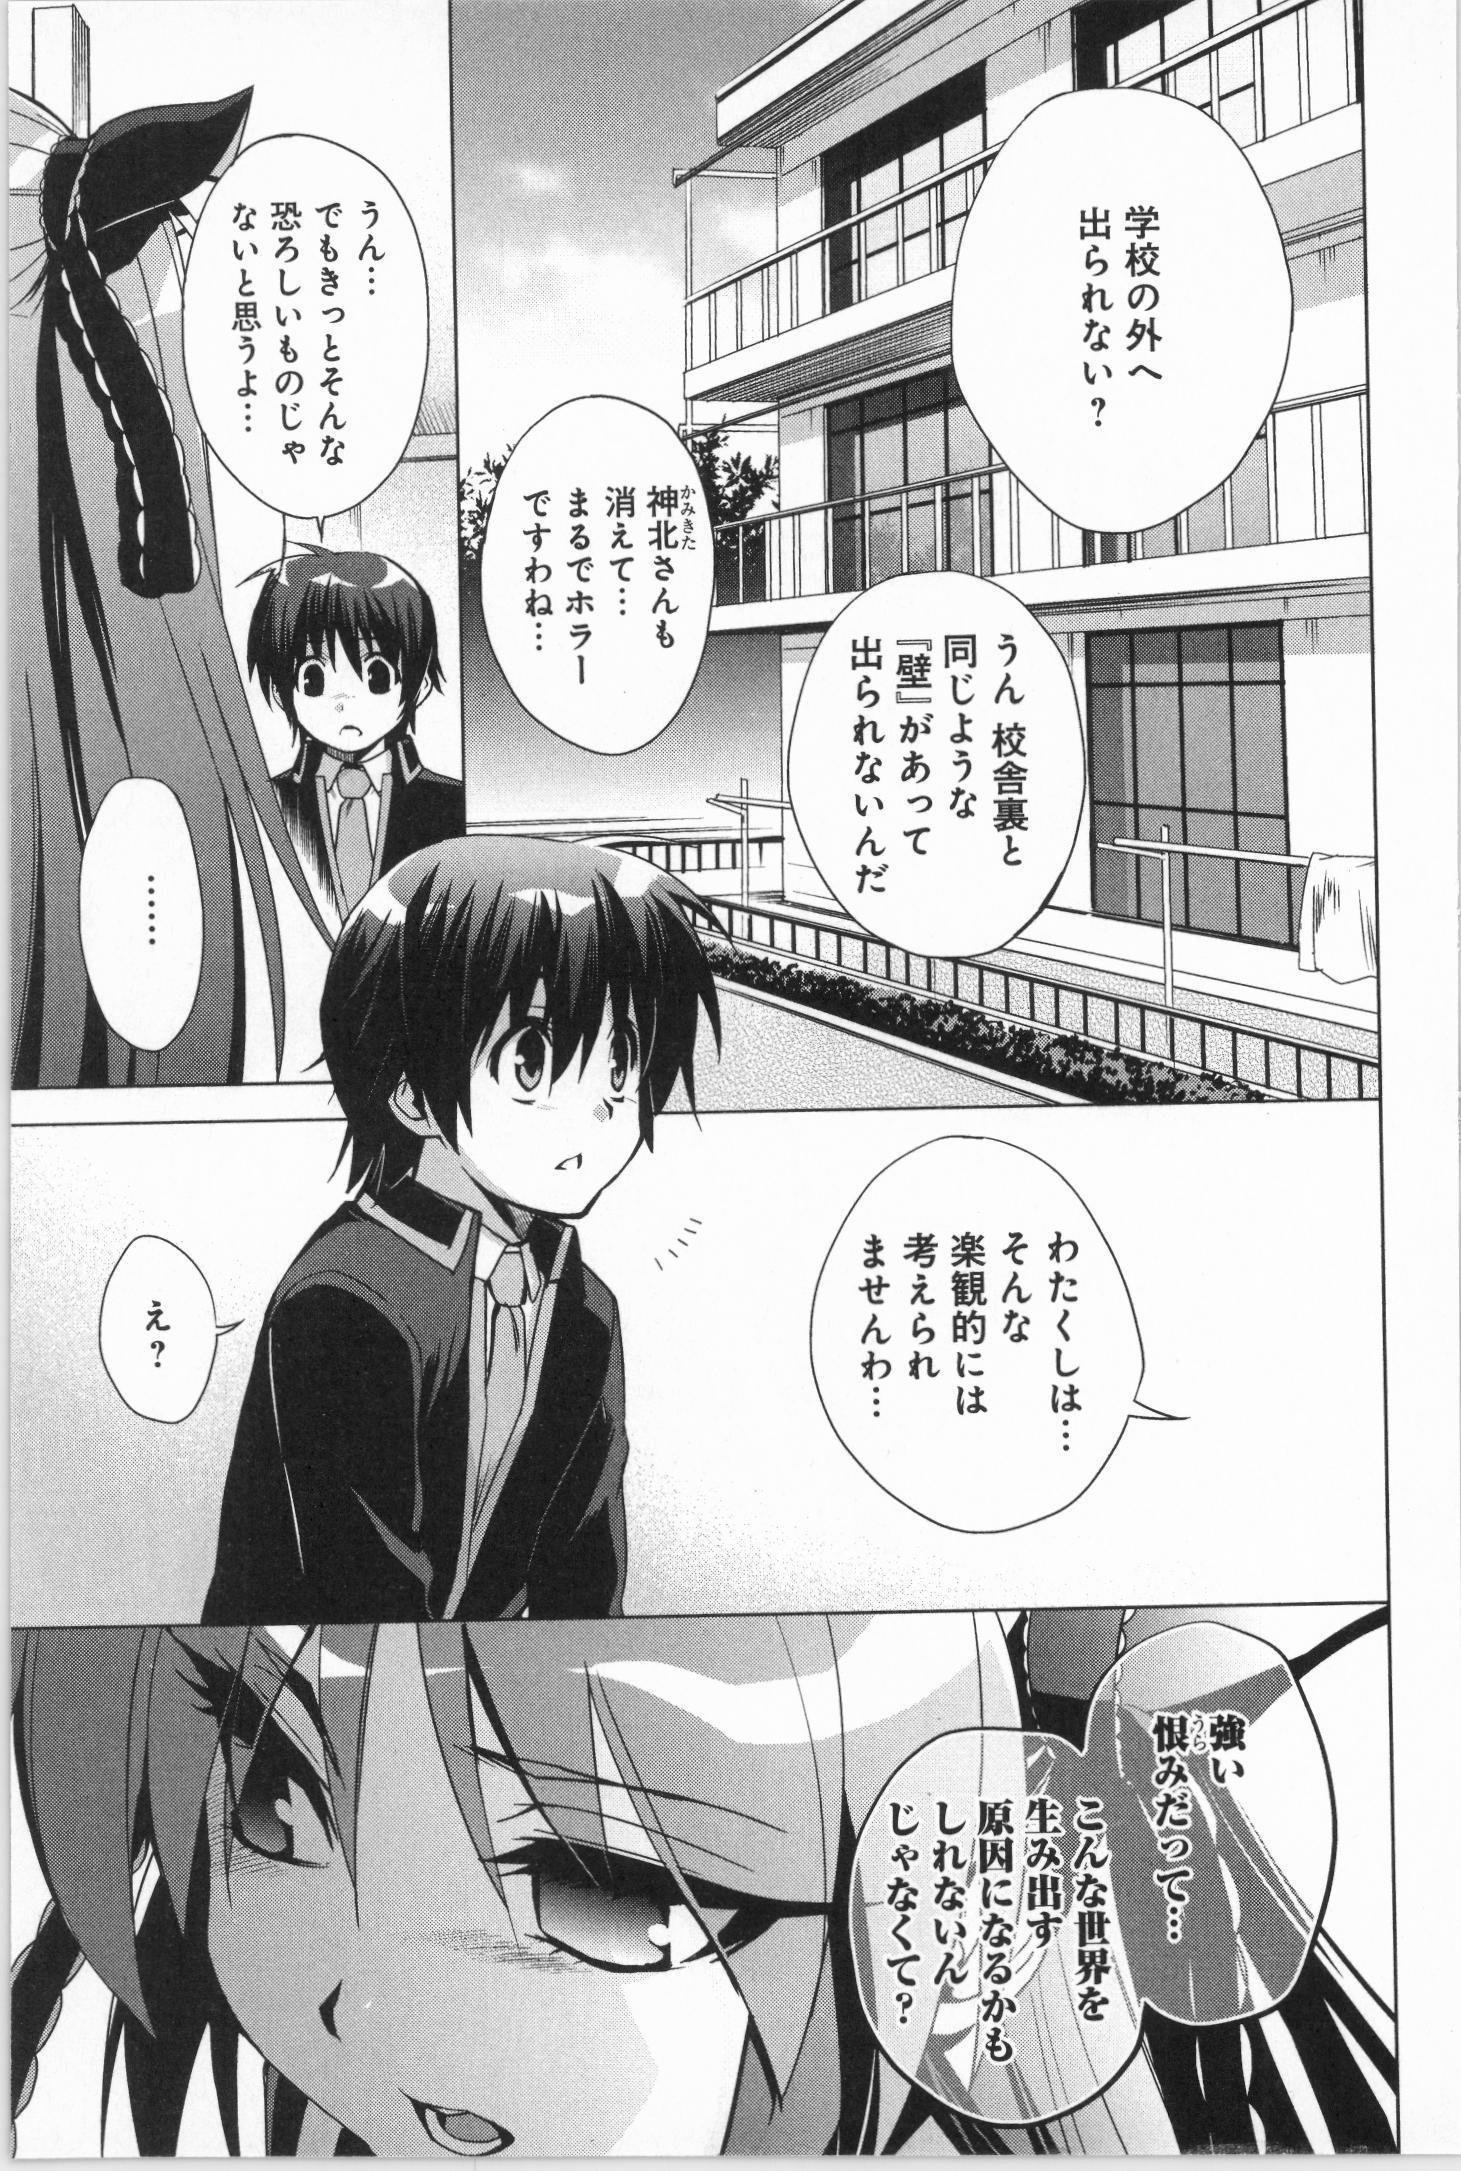 学校の外へ
出られない?
うん 校舎裏と
同じような
『壁』があって
出られないんだ
神北さんも
かみきた
消えて…
まるでホラー
ですわね…
うん…
でもきっとそんな
恐ろしいものじゃ
ないと思うよ…
……
わたくしは…
そんな
楽観的には
考えられ
ませんわ…
え?
強い
恨みだって…
うら
こんな世界を
生み出す
原因になるかも
しれないん
じゃなくて?